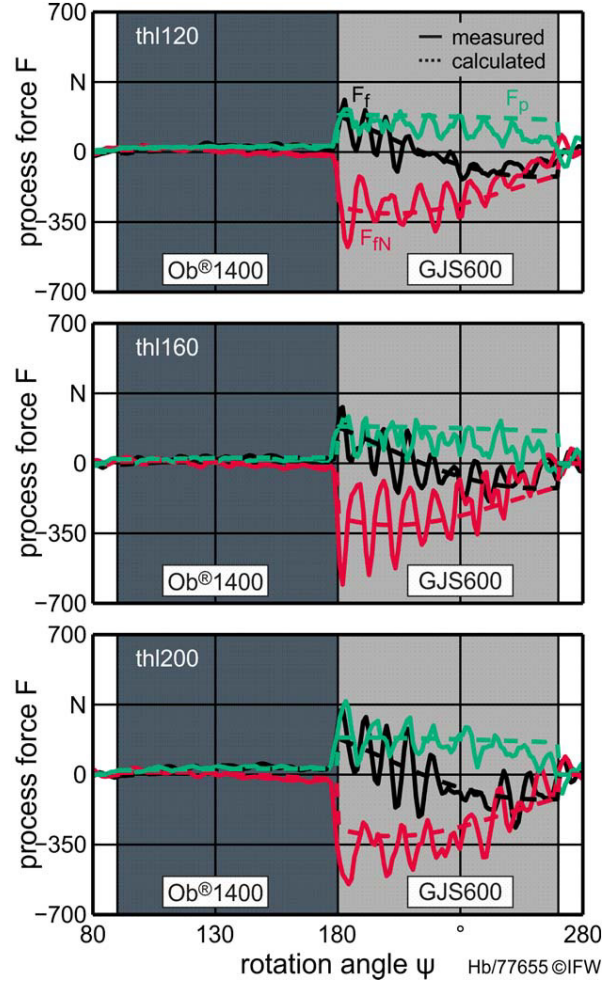 700
thl120
measured
calculated
process force F
N
F_f
F_p
0
−350
F_fN
Ob®1400
GJS600
−700
700
thl160
process force F
N
0
−350
Ob®1400
GJS600
−700
700
thl200
process force F
N
0
−350
Ob®1400
GJS600
−700
80 130 180 ° 280
rotation angle ψ Hb/77655 ©IFW